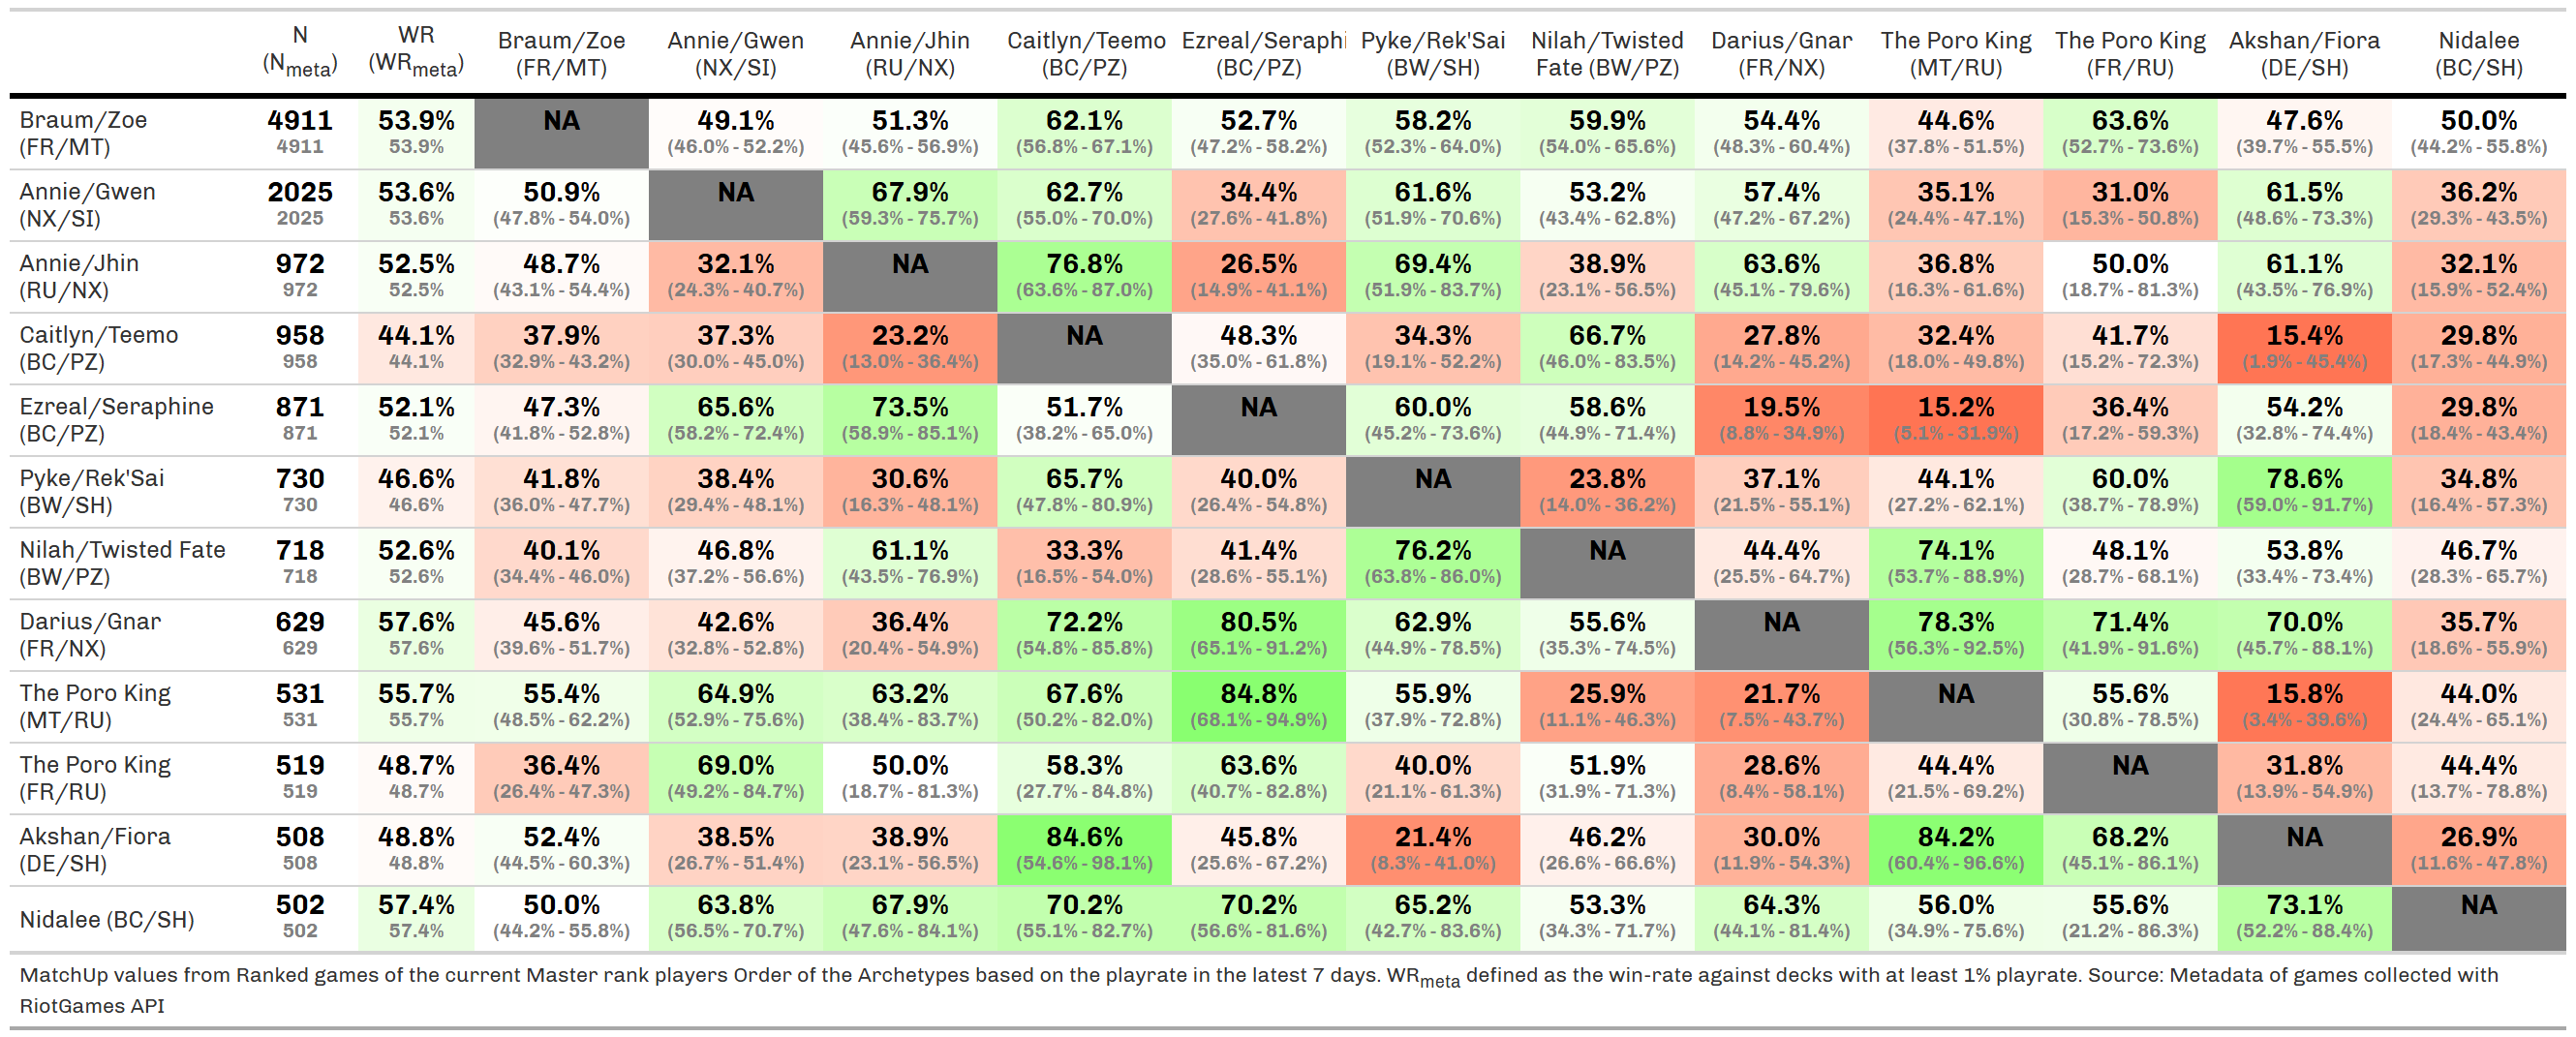 N WR Braum/Zoe Annie/Gwen Annie/Jhin Caitlyn/Teemo Ezreal/Seraphi Pyke/Rek'Sai Nilah/Twisted Darius/Gnar The Poro King The Poro King Akshan/Fiora Nidalee
(Nmeta) (WRmeta) (FR/MT) (NX/SI) (RU/NX) (BC/PZ) (BC/PZ) (BW/SH) Fate (BW/PZ) (FR/NX) (MT/RU) (FR/RU) (DE/SH) (BC/SH)
Braum/Zoe 4911 53.9% NA 49.1% 51.3% 62.1% 52.7% 58.2% 59.9% 54.4% 44.6% 63.6% 47.6% 50.0%
(FR/MT) 4911 53.9% (46.0% - 52.2%) (45.6% - 56.9%) (56.8% - 67.1%) (47.2% - 58.2%) (52.3% - 64.0%) (54.0% - 65.6%) (48.3% - 60.4%) (37.8% - 51.5%) (52.7% - 73.6%) (39.7% - 55.5%) (44.2% - 55.8%)
Annie/Gwen 2025 53.6% 50.9% NA 67.9% 62.7% 34.4% 61.6% 53.2% 57.4% 35.1% 31.0% 61.5% 36.2%
(NX/SI) 2025 53.6% (47.8% - 54.0%) (59.3% - 75.7%) (55.0% - 70.0%) (27.6% - 41.8%) (51.9% - 70.6%) (43.4% - 62.8%) (47.2% - 67.2%) (24.4% - 47.1%) (15.3% - 50.8%) (48.6% - 73.3%) (29.3% - 43.5%)
Annie/Jhin 972 52.5% 48.7% 32.1% NA 76.8% 26.5% 69.4% 38.9% 63.6% 36.8% 50.0% 61.1% 32.1%
(RU/NX) 972 52.5% (43.1% - 54.4%) (24.3% - 40.7%) (63.6% - 87.0%) (14.9% - 41.1%) (51.9% - 83.7%) (23.1% - 56.5%) (45.1% - 79.6%) (16.3% - 61.6%) (18.7% - 81.3%) (43.5% - 76.9%) (15.9% - 52.4%)
Caitlyn/Teemo 958 44.1% 37.9% 37.3% 23.2% NA 48.3% 34.3% 66.7% 27.8% 32.4% 41.7% 15.4% 29.8%
(BC/PZ) 958 44.1% (32.9% - 43.2%) (30.0% - 45.0%) (13.0% - 36.4%) (35.0% - 61.8%) (19.1% - 52.2%) (46.0% - 83.5%) (14.2% - 45.2%) (18.0% - 49.8%) (15.2% - 72.3%) (1.9% - 45.4%) (17.3% - 44.9%)
Ezreal/Seraphine 871 52.1% 47.3% 65.6% 73.5% 51.7% NA 60.0% 58.6% 19.5% 15.2% 36.4% 54.2% 29.8%
(BC/PZ) 871 52.1% (41.8% - 52.8%) (58.2% - 72.4%) (58.9% - 85.1%) (38.2% - 65.0%) (45.2% - 73.6%) (44.9% - 71.4%) (8.8% - 34.9%) (5.1% - 31.9%) (17.2% - 59.3%) (32.8% - 74.4%) (18.4% - 43.4%)
Pyke/Rek'Sai 730 46.6% 41.8% 38.4% 30.6% 65.7% 40.0% NA 23.8% 37.1% 44.1% 60.0% 78.6% 34.8%
(BW/SH) 730 46.6% (36.0% - 47.7%) (29.4% - 48.1%) (16.3% - 48.1%) (47.8% - 80.9%) (26.4% - 54.8%) (14.0% - 36.2%) (21.5% - 55.1%) (27.2% - 62.1%) (38.7% - 78.9%) (59.0% - 91.7%) (16.4% - 57.3%)
Nilah/Twisted Fate 718 52.6% 40.1% 46.8% 61.1% 33.3% 41.4% 76.2% NA 44.4% 74.1% 48.1% 53.8% 46.7%
(BW/PZ) 718 52.6% (34.4% - 46.0%) (37.2% - 56.6%) (43.5% - 76.9%) (16.5% - 54.0%) (28.6% - 55.1%) (63.8% - 86.0%) (25.5% - 64.7%) (53.7% - 88.9%) (28.7% - 68.1%) (33.4% - 73.4%) (28.3% - 65.7%)
Darius/Gnar 629 57.6% 45.6% 42.6% 36.4% 72.2% 80.5% 62.9% 55.6% NA 78.3% 71.4% 70.0% 35.7%
(FR/NX) 629 57.6% (39.6% - 51.7%) (32.8% - 52.8%) (20.4% - 54.9%) (54.8% - 85.8%) (65.1% - 91.2%) (44.9% - 78.5%) (35.3% - 74.5%) (56.3% - 92.5%) (41.9% - 91.6%) (45.7% - 88.1%) (18.6% - 55.9%)
The Poro King 531 55.7% 55.4% 64.9% 63.2% 67.6% 84.8% 55.9% 25.9% 21.7% NA 55.6% 15.8% 44.0%
(MT/RU) 531 55.7% (48.5% - 62.2%) (52.9% - 75.6%) (38.4% - 83.7%) (50.2% - 82.0%) (68.1% - 94.9%) (37.9% - 72.8%) (11.1% - 46.3%) (7.5% - 43.7%) (30.8% - 78.5%) (3.4% - 39.6%) (24.4% - 65.1%)
The Poro King 519 48.7% 36.4% 69.0% 50.0% 58.3% 63.6% 40.0% 51.9% 28.6% 44.4% NA 31.8% 44.4%
(FR/RU) 519 48.7% (26.4% - 47.3%) (49.2% - 84.7%) (18.7% - 81.3%) (27.7% - 84.8%) (40.7% - 82.8%) (21.1% - 61.3%) (31.9% - 71.3%) (8.4% - 58.1%) (21.5% - 69.2%) (13.9% - 54.9%) (13.7% - 78.8%)
Akshan/Fiora 508 48.8% 52.4% 38.5% 38.9% 84.6% 45.8% 21.4% 46.2% 30.0% 84.2% 68.2% NA 26.9%
(DE/SH) 508 48.8% (44.5% - 60.3%) (26.7% - 51.4%) (23.1% - 56.5%) (54.6% - 98.1%) (25.6% - 67.2%) (8.3% - 41.0%) (26.6% - 66.6%) (11.9% - 54.3%) (60.4% - 96.6%) (45.1% - 86.1%) (11.6% - 47.8%)
Nidalee (BC/SH) 502 57.4% 50.0% 63.8% 67.9% 70.2% 70.2% 65.2% 53.3% 64.3% 56.0% 55.6% 73.1% NA
502 57.4% (44.2% - 55.8%) (56.5% - 70.7%) (47.6% - 84.1%) (55.1% - 82.7%) (56.6% - 81.6%) (42.7% - 83.6%) (34.3% - 71.7%) (44.1% - 81.4%) (34.9% - 75.6%) (21.2% - 86.3%) (52.2% - 88.4%)
MatchUp values from Ranked games of the current Master rank players Order of the Archetypes based on the playrate in the latest 7 days. WRmeta defined as the win-rate against decks with at least 1% playrate. Source: Metadata of games collected with
RiotGames API